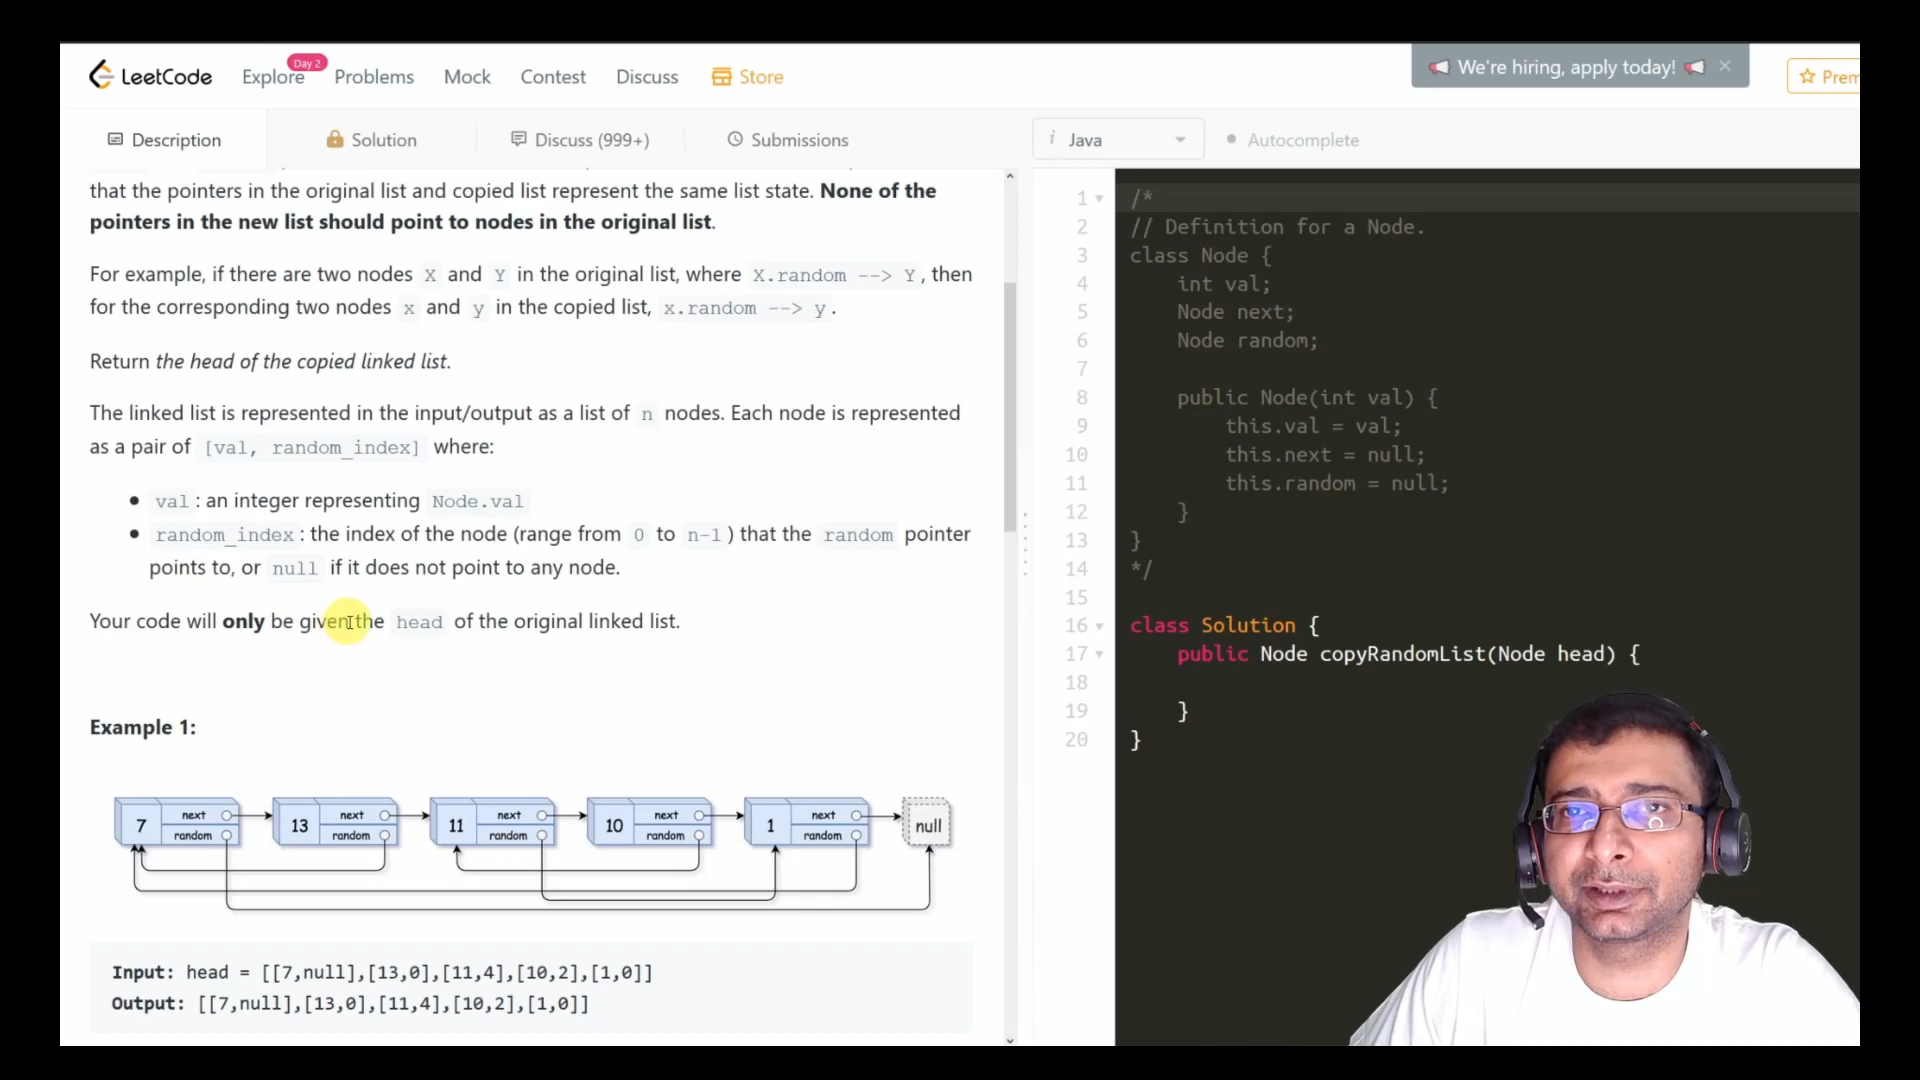 LeetCode Explore Day 2 Problems Mock Contest Discuss Store We're hiring, apply today! Prem
Description Solution Discuss (999+) Submissions
i Java Autocomplete
that the pointers in the original list and copied list represent the same list state. None of the
pointers in the new list should point to nodes in the original list.
For example, if there are two nodes X and Y in the original list, where X.random --> Y, then
for the corresponding two nodes x and y in the copied list, x.random --> y.
Return the head of the copied linked list.
The linked list is represented in the input/output as a list of n nodes. Each node is represented
as a pair of [val, random_index] where:
val: an integer representing Node.val
random_index: the index of the node (range from 0 to n-1) that the random pointer
points to, or null if it does not point to any node.
Your code will only be given the head of the original linked list.
Example 1:
7 next random 13 next random 11 next random 10 next random 1 next random null
Input: head = [[7,null],[13,0],[11,4],[10,2],[1,0]]
Output: [[7,null],[13,0],[11,4],[10,2],[1,0]]
1 /*
2 // Definition for a Node.
3 class Node {
4 int val;
5 Node next;
6 Node random;
7
8 public Node(int val) {
9 this.val = val;
10 this.next = null;
11 this.random = null;
12 }
13 }
14 */
15
16 class Solution {
17 public Node copyRandomList(Node head) {
18
19 }
20 }